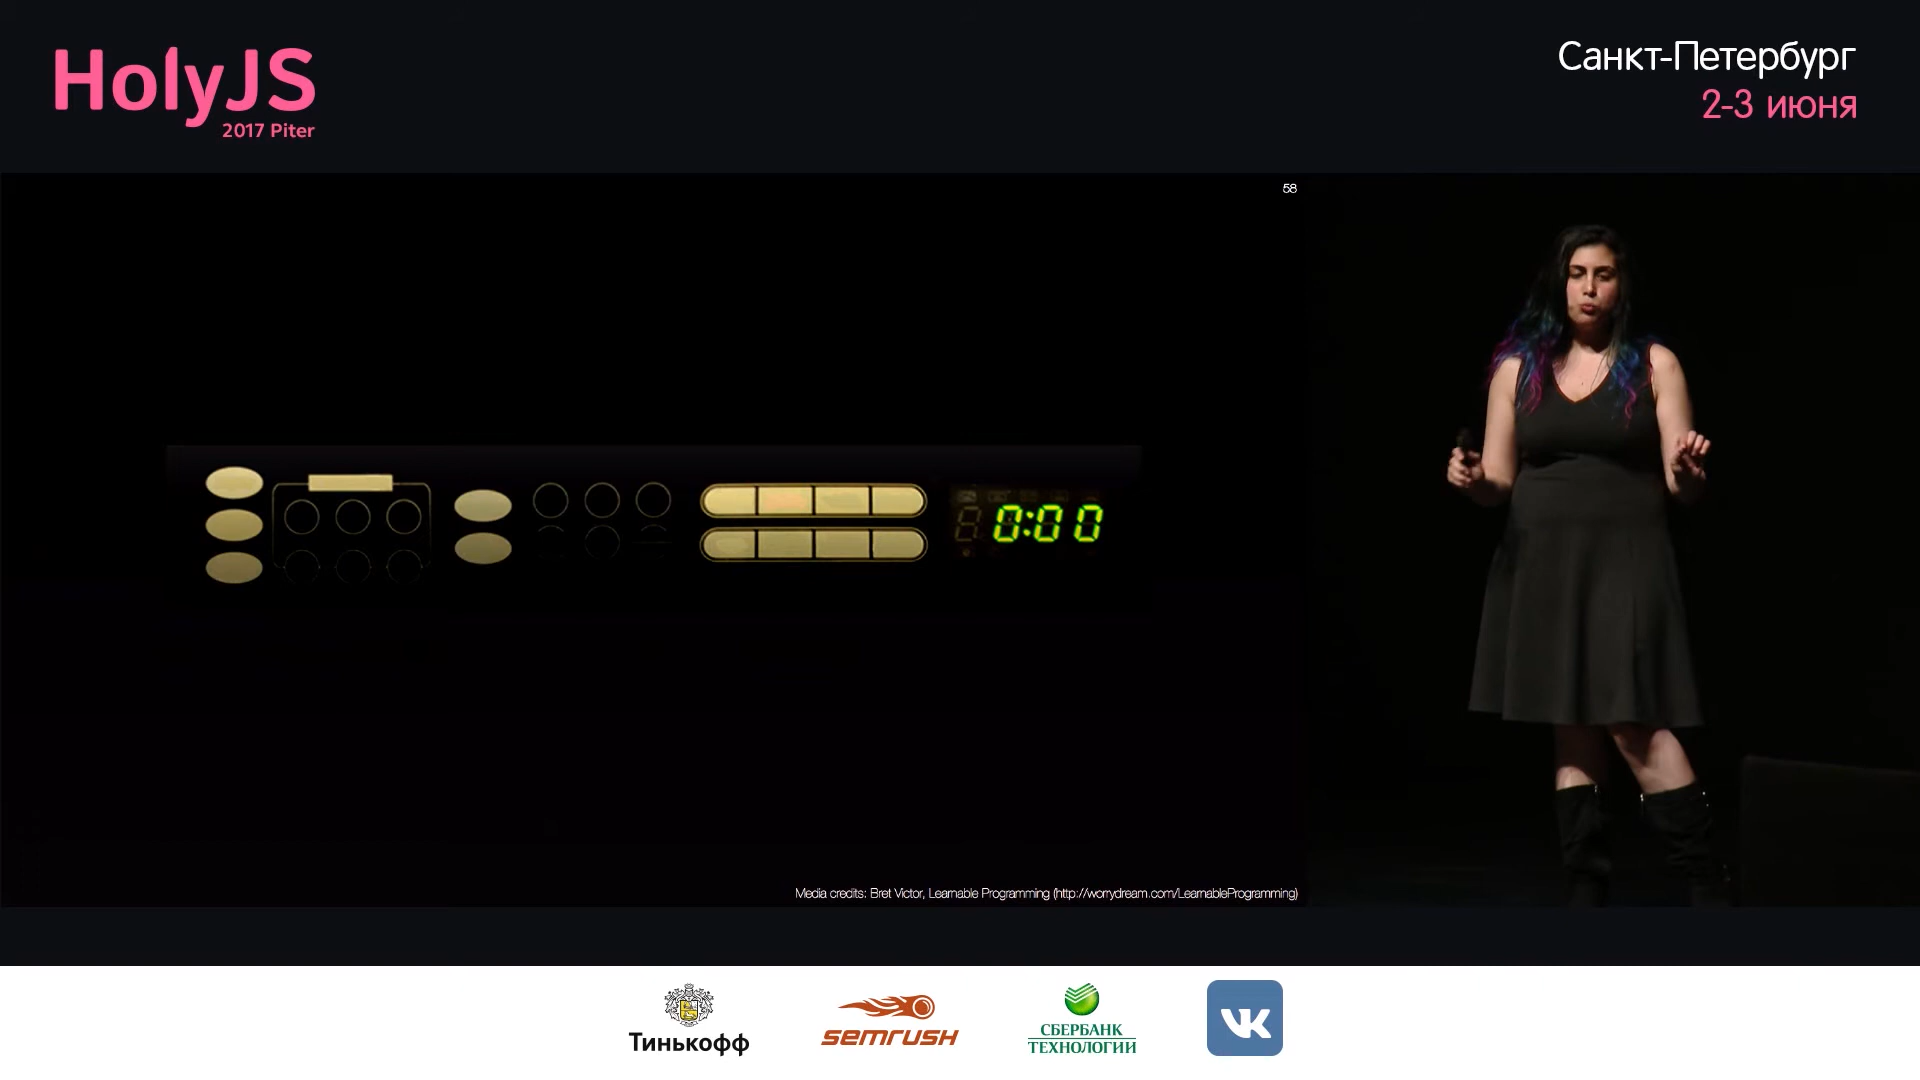 HolyJS
2017 Piter
Санкт-Петербург
2-3 июня
58
0:00
Media credits: Bret Victor, Learnable Programming (http://worrydream.com/LearnableProgramming)
Тинькофф
semrush
СБЕРБАНК
ТЕХНОЛОГИИ
VK